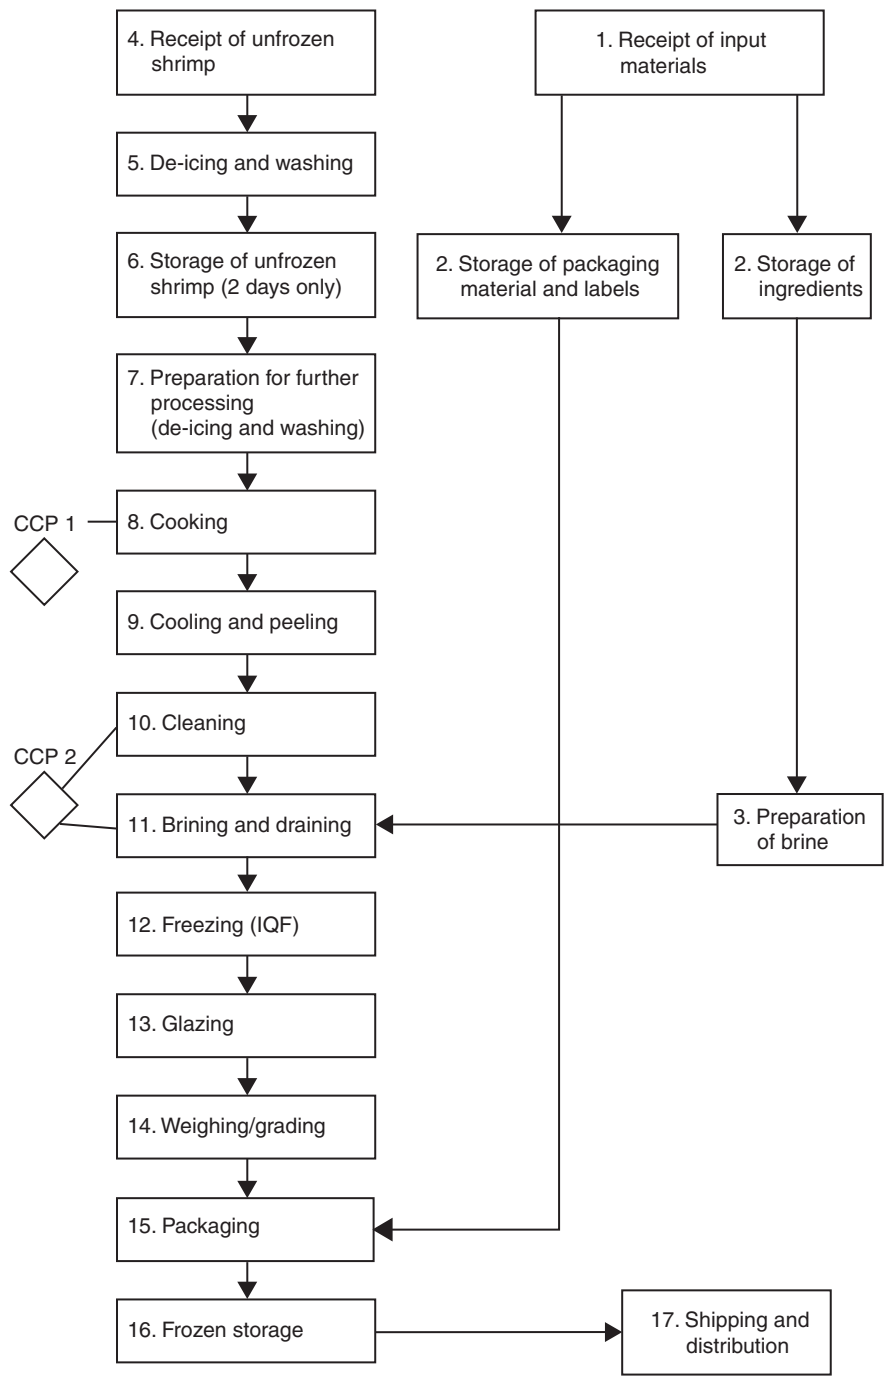 4. Receipt of unfrozen
shrimp
1. Receipt of input
materials
5. De-icing and washing
6. Storage of unfrozen
shrimp (2 days only)
2. Storage of packaging
material and labels
2. Storage of
ingredients
7. Preparation for further
processing
(de-icing and washing)
CCP 1
8. Cooking
9. Cooling and peeling
10. Cleaning
CCP 2
11. Brining and draining
3. Preparation
of brine
12. Freezing (IQF)
13. Glazing
14. Weighing/grading
15. Packaging
16. Frozen storage
17. Shipping and
distribution